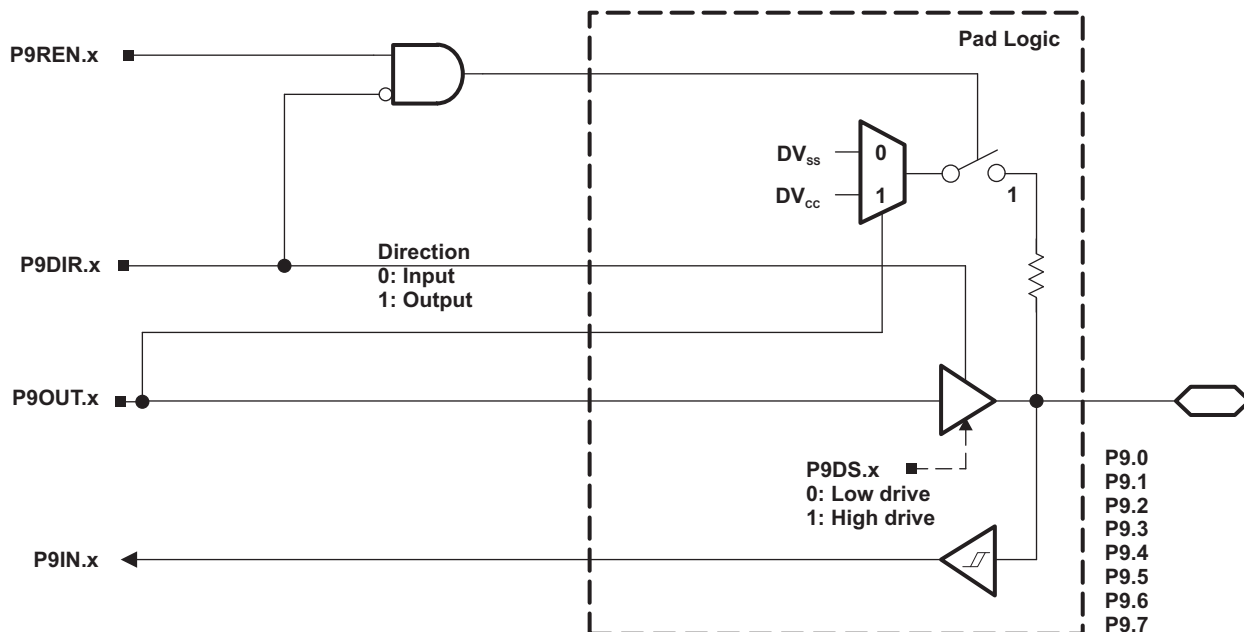 Pad Logic
P9REN.x
DVss
0
DVcc
1
1
P9DIR.x
Direction
0: Input
1: Output
P9OUT.x
P9DS.x
0: Low drive
1: High drive
P9IN.x
P9.0
P9.1
P9.2
P9.3
P9.4
P9.5
P9.6
P9.7